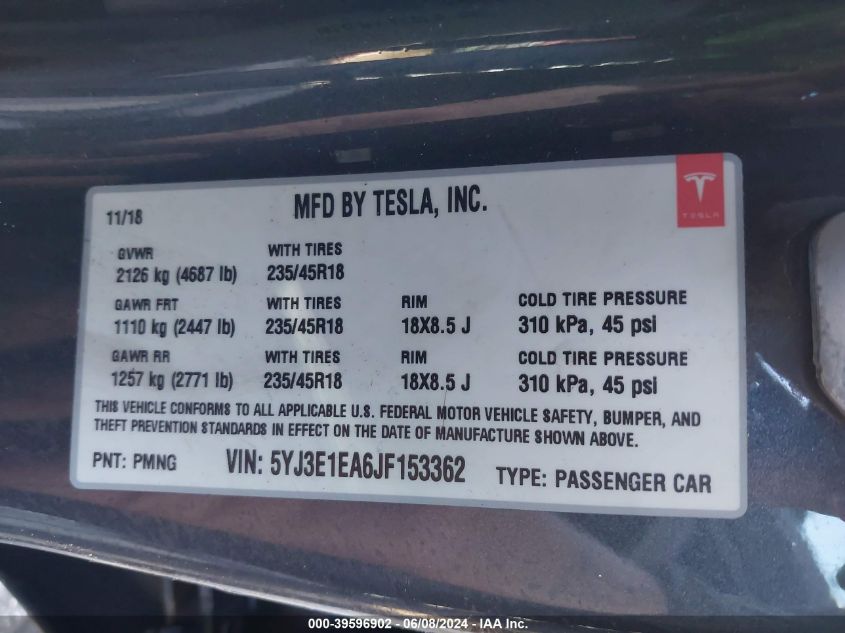 11/18
MFD BY TESLA, INC.
TESLA
GVWR WITH TIRES
2126 kg (4687 lb) 235/45R18
GAWR FRT WITH TIRES RIM COLD TIRE PRESSURE
1110 kg (2447 lb) 235/45R18 18X8.5 J 310 kPa, 45 psi
GAWR RR WITH TIRES RIM COLD TIRE PRESSURE
1257 kg (2771 lb) 235/45R18 18X8.5 J 310 kPa, 45 psi
THIS VEHICLE CONFORMS TO ALL APPLICABLE U.S. FEDERAL MOTOR VEHICLE SAFETY, BUMPER, AND
THEFT PREVENTION STANDARDS IN EFFECT ON THE DATE OF MANUFACTURE SHOWN ABOVE.
PNT: PMNG VIN: 5YJ3E1EA6JF153362 TYPE: PASSENGER CAR
000-39596902 - 06/08/2024 - IAAI.com